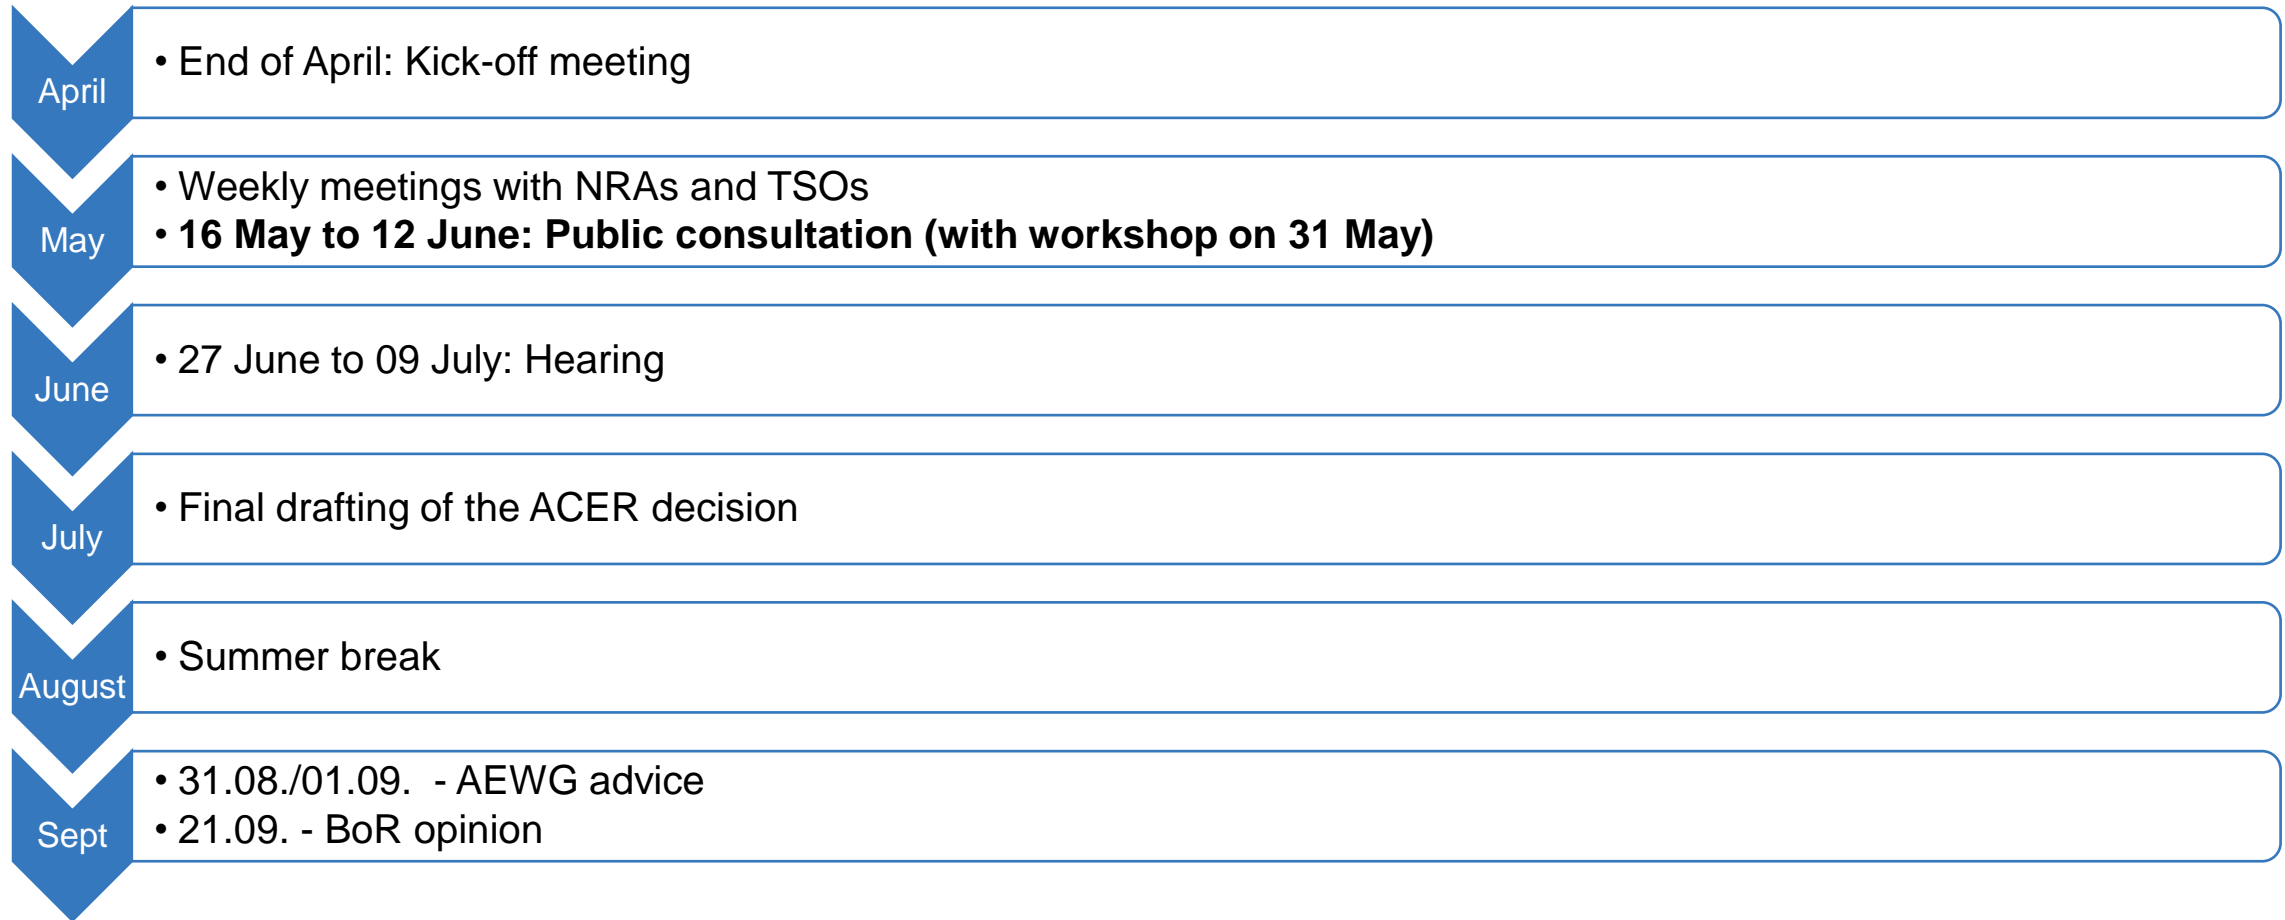 April
• End of April: Kick-off meeting
May
• Weekly meetings with NRAs and TSOs
• 16 May to 12 June: Public consultation (with workshop on 31 May)
June
• 27 June to 09 July: Hearing
July
• Final drafting of the ACER decision
August
• Summer break
Sept
• 31.08./01.09.  - AEWG advice
• 21.09. - BoR opinion